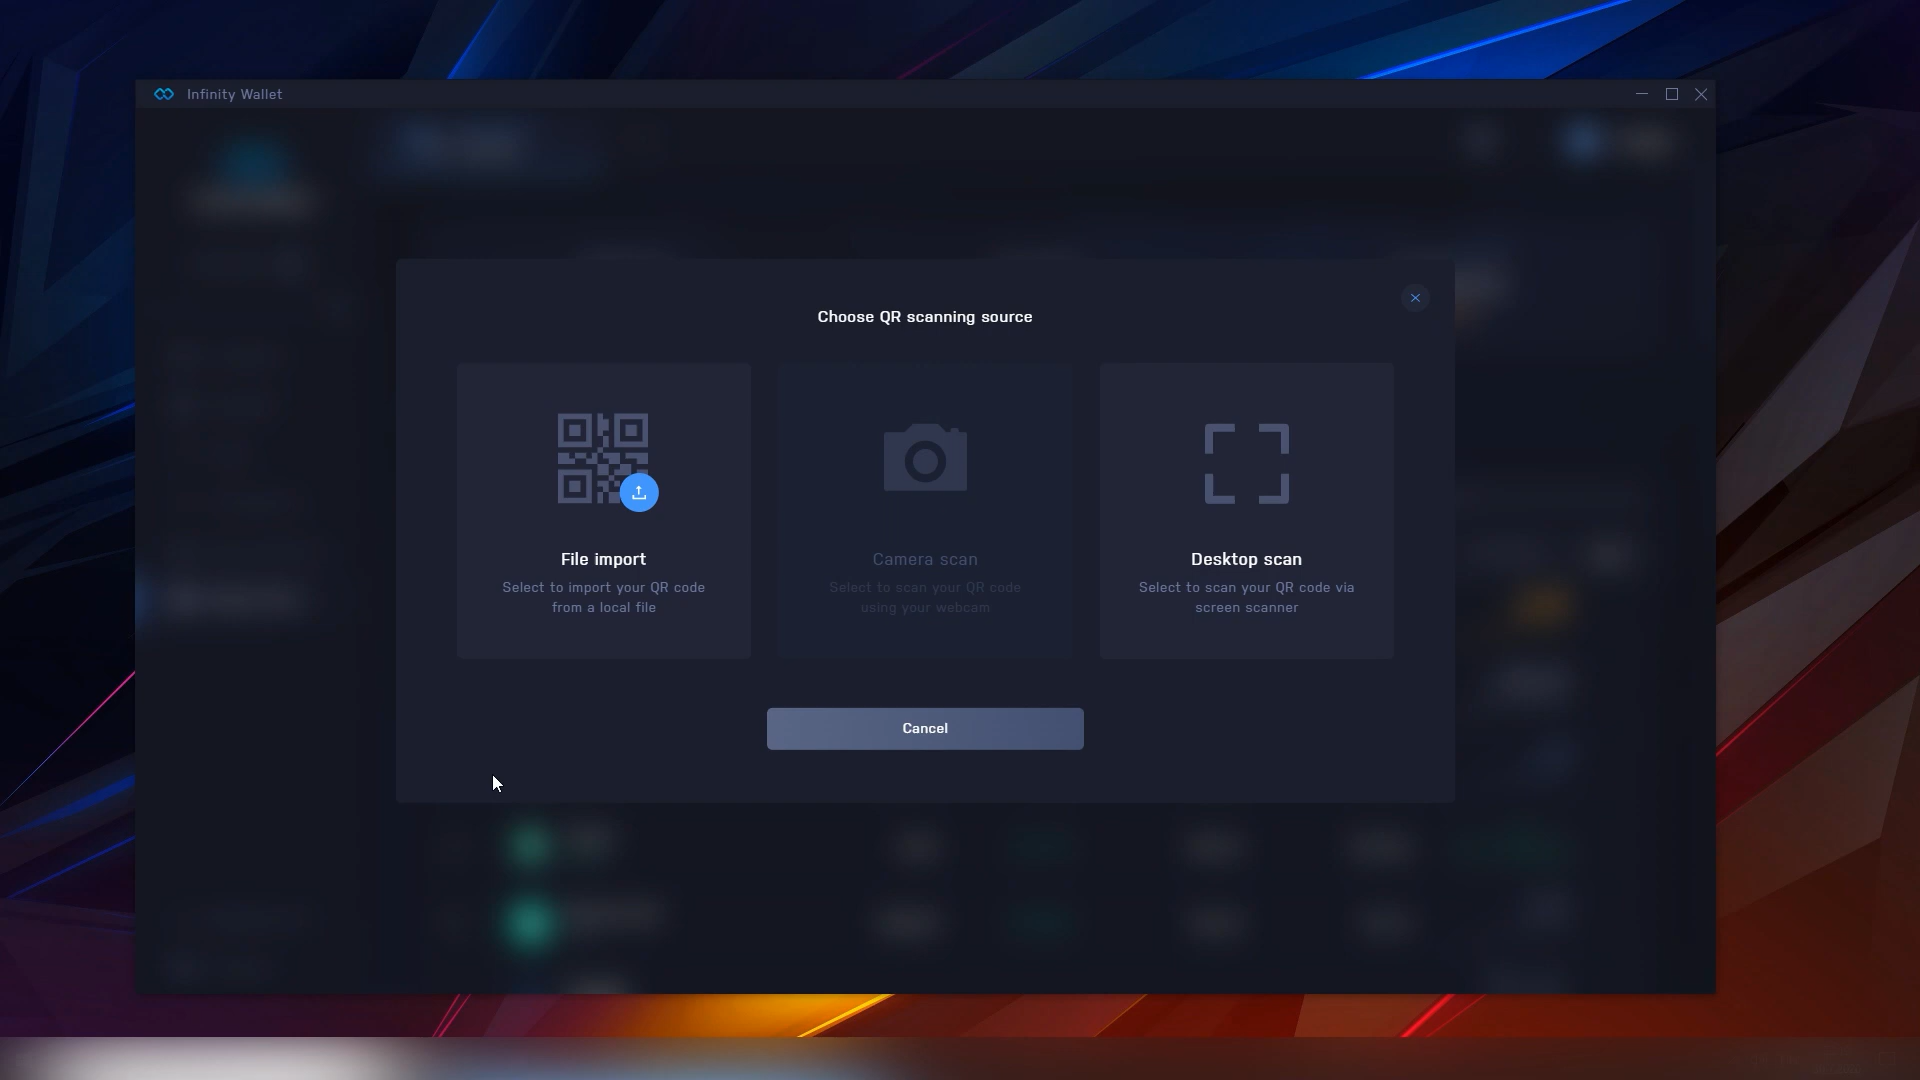 Infinity Wallet
Choose QR scanning source
File import
Select to import your QR code
from a local file
Camera scan
Select to scan your QR code
using your webcam
Desktop scan
Select to scan your QR code via
screen scanner
Cancel